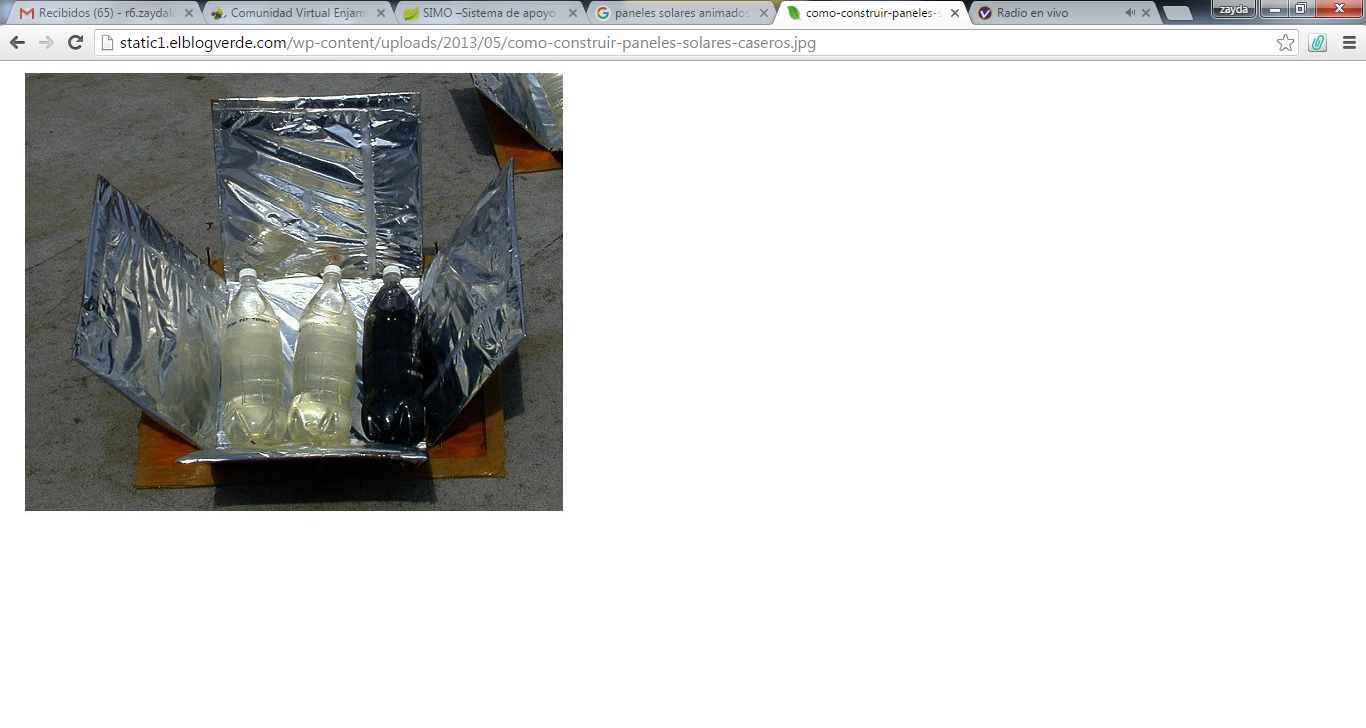 Recibidos (65) - r6.zaydak
Comunidad Virtual Enjam
SIMO –Sistema de apoyo
paneles solares animados
como-construir-paneles-s
Radio en vivo
zayda
static1.elblogverde.com/wp-content/uploads/2013/05/como-construir-paneles-solares-caseros.jpg